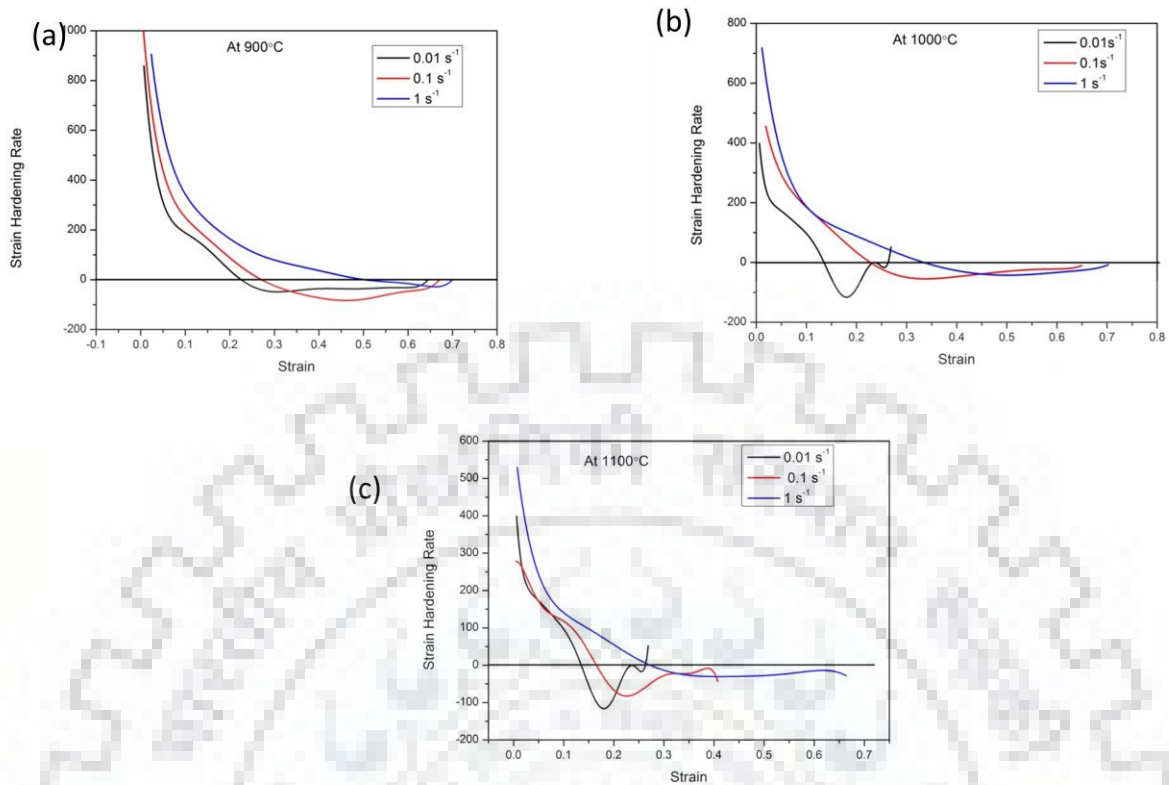 (a)
At 900°C
0.01 s⁻¹
0.1 s⁻¹
1 s⁻¹
1000
800
600
400
200
0
-200
-0.1 0.0 0.1 0.2 0.3 0.4 0.5 0.6 0.7 0.8
Strain Hardening Rate
Strain
(b)
At 1000°C
0.01s⁻¹
0.1 s⁻¹
1 s⁻¹
800
600
400
200
0
-200
0.0 0.1 0.2 0.3 0.4 0.5 0.6 0.7 0.8
Strain Hardening Rate
Strain
(c)
At 1100°C
0.01 s⁻¹
0.1 s⁻¹
1 s⁻¹
600
500
400
300
200
100
0
-100
-200
0.0 0.1 0.2 0.3 0.4 0.5 0.6 0.7
Strain Hardening Rate
Strain